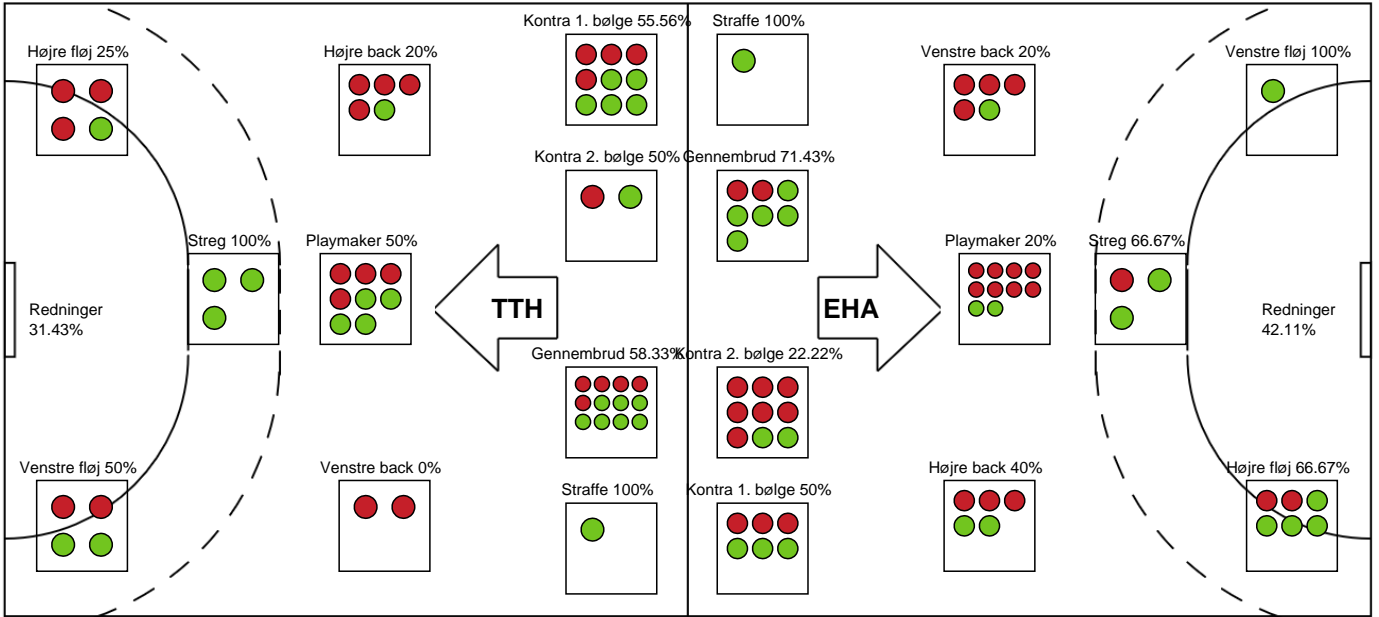 Kontra 1. bølge 55.56%
Straffe 100%
Højre fløj 25%
Højre back 20%
Venstre back 20%
Venstre fløj 100%
Kontra 2. bølge 50%
Gennembrud 71.43%
Streg 100%
Playmaker 50%
Playmaker 20%
Streg 66.67%
Redninger
31.43%
TTH
EHA
Redninger
42.11%
Gennembrud 58.33%
Kontra 2. bølge 22.22%
Venstre fløj 50%
Venstre back 0%
Straffe 100%
Kontra 1. bølge 50%
Højre back 40%
Højre fløj 66.67%